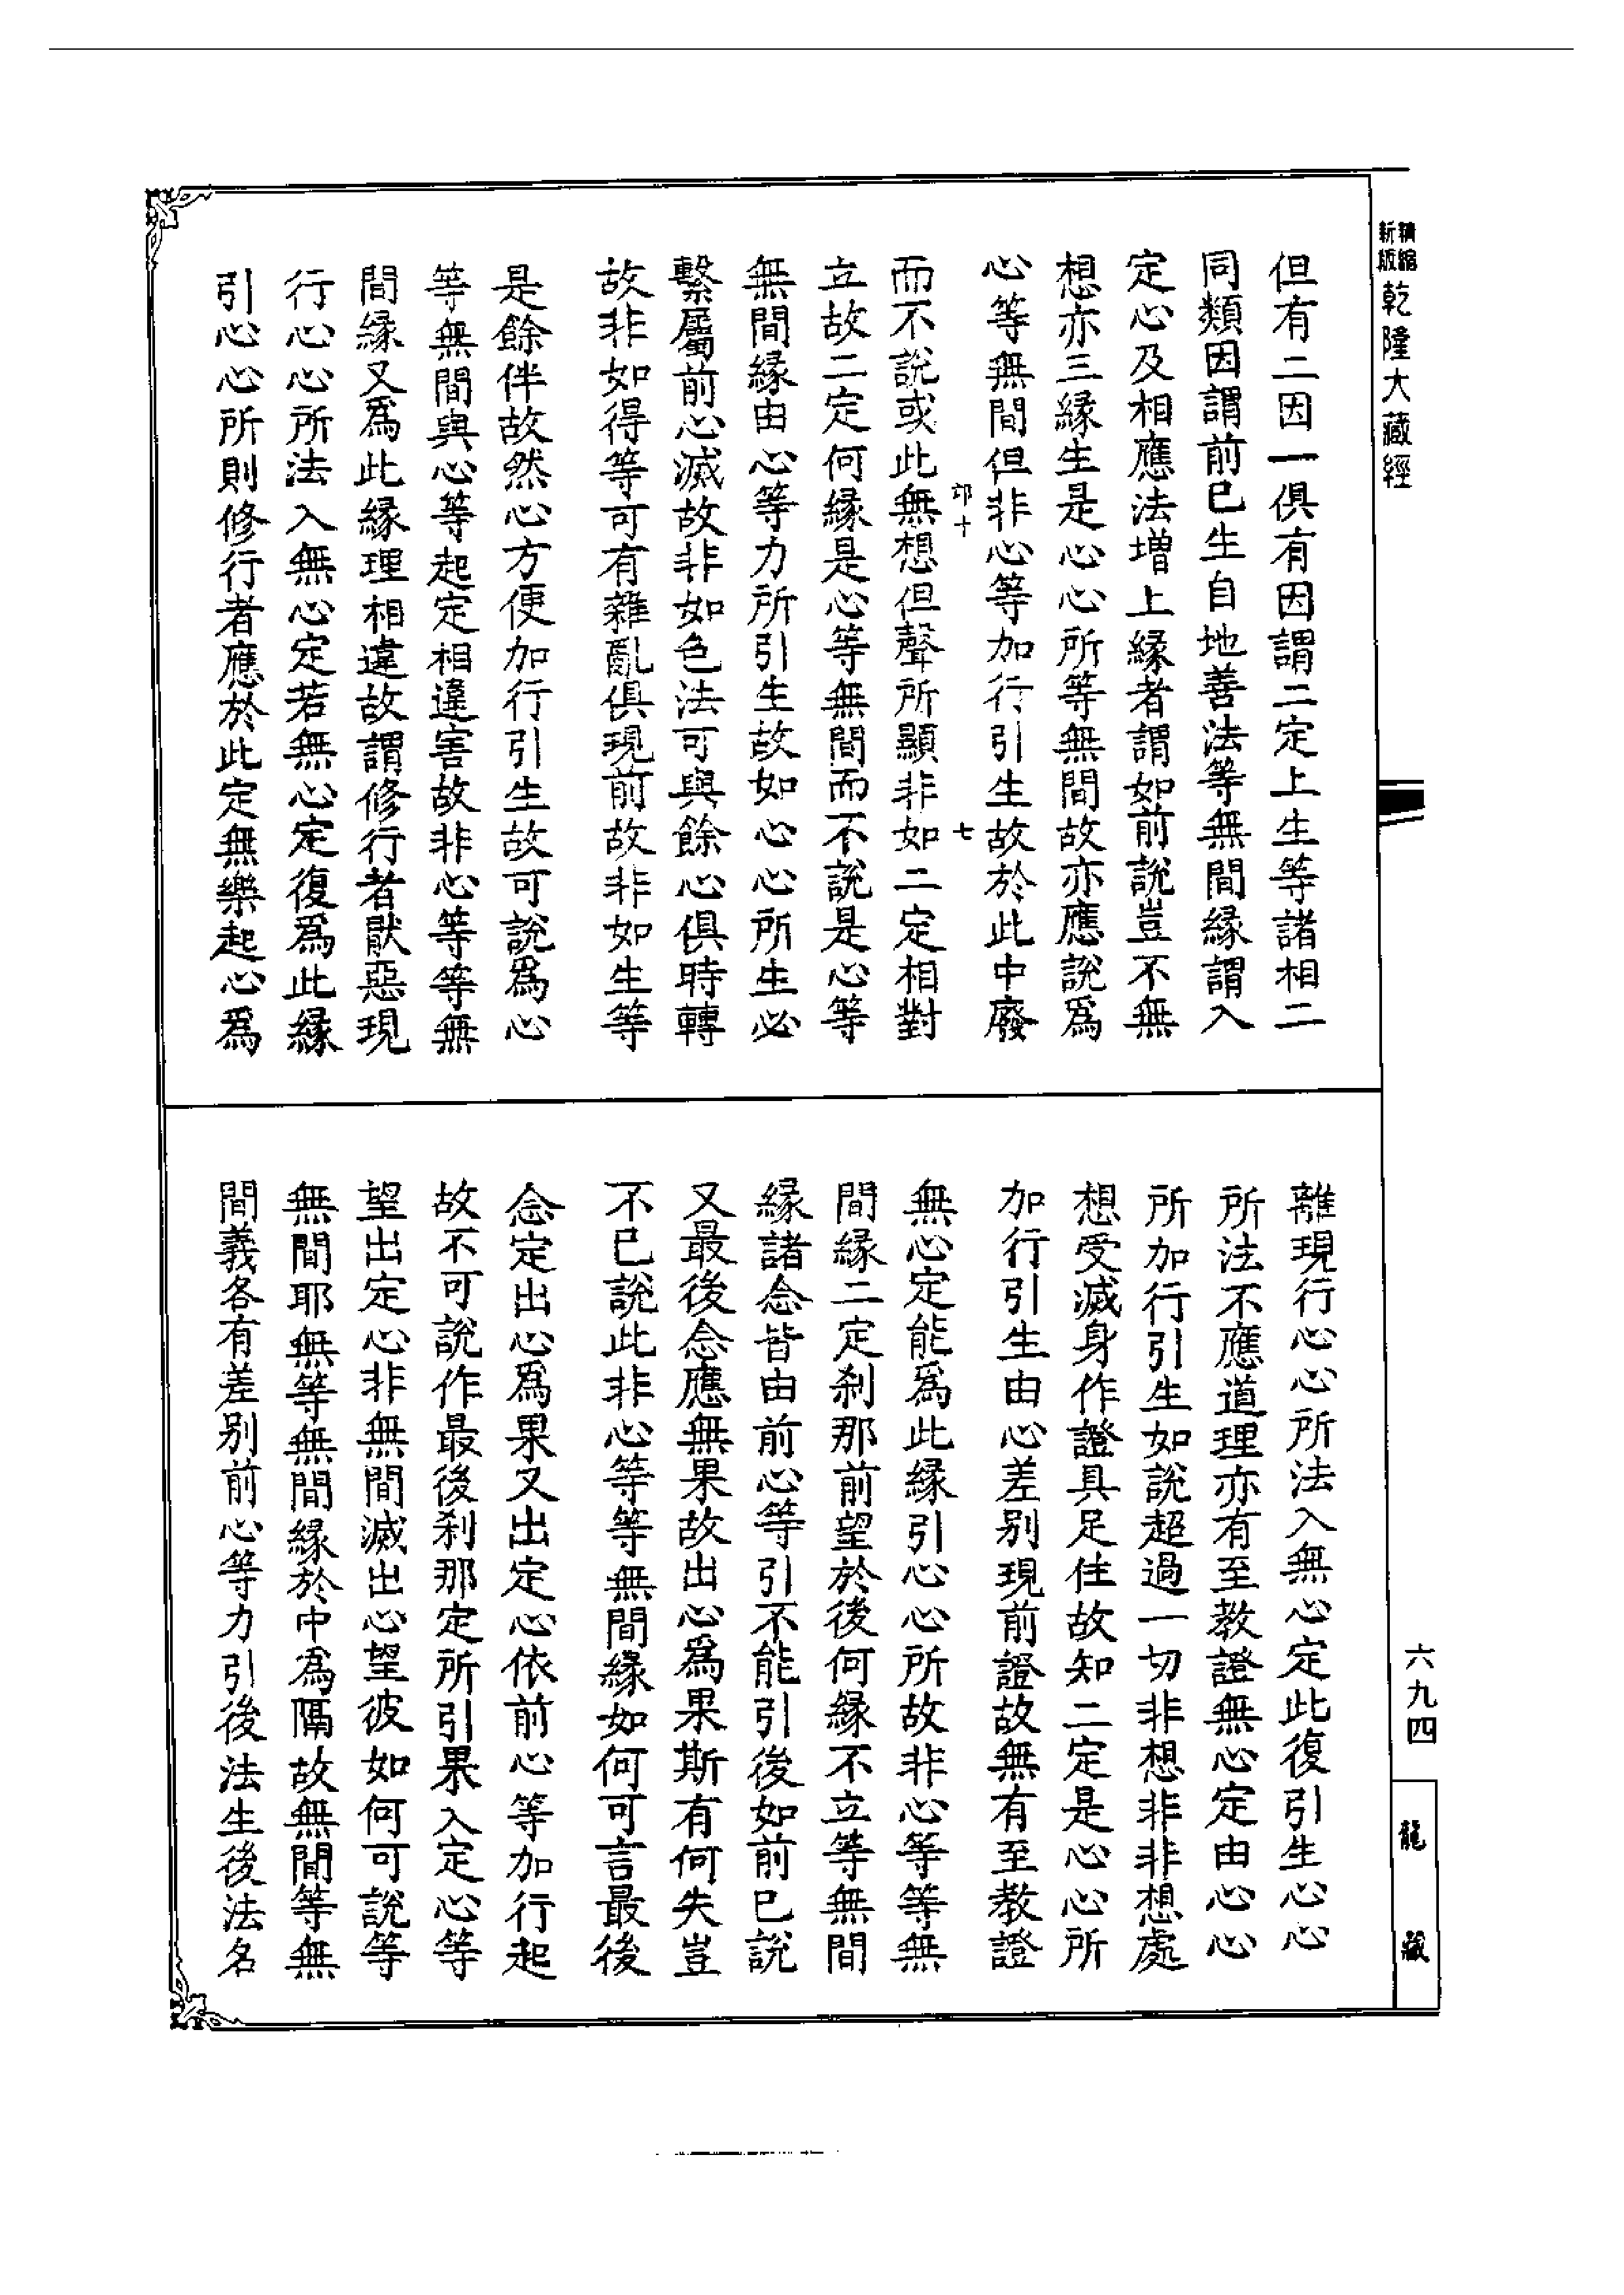 精縮
新版
乾隆大藏經
但有二因一俱有因謂二定上生等諸相二
同類因謂前已生自地善法等無間緣謂入
定心及相應法增上緣者謂如前說豈不無
想亦三緣生是心心所等無間故亦應說爲
心等無間但非心等加行引生故於此中廢
卭十 七
而不說或此無想但聲所顯非如二定相對
立故二定何緣是心等無間而不說是心等
無間緣由心等力所引生故如心心所生必
繫屬前心滅故非如色法可與餘心俱時轉
故非如得等可有雜亂俱現前故非如生等
是餘伴故然心方便加行引生故可說爲心
等無間與心等起定相違害故非心等等無
間緣又爲此緣理相違故謂修行者厭惡現
行心心所法入無心定若無心定復爲此緣
引心心所則修行者應於此定無樂起心爲
離現行心心所法入無心定此復引生心心
所法不應道理亦有至教證無心定由心心
所加行引生如說超過一切非想非非想處
想受滅身作證具足住故知二定是心心所
加行引生由心差别現前證故無有至教證
無心定能爲此緣引心心所故非心等等無
間緣二定刹那前前望於後何緣不立等無間
緣諸念皆由前心等引不能引後如前已說
又最後念應無果故出心爲果斯有何失豈
不已說此非心等等無間緣如何可言最後
念定出心爲果又出定心依前心等加行起
故不可說作最後刹那定所引果入定心等
望出定心非無間滅出心望彼如何可說等
無間耶無等無間緣於中爲隔故無間等無
間義各有差别前心等力引後法生後法名
六九四
龍藏